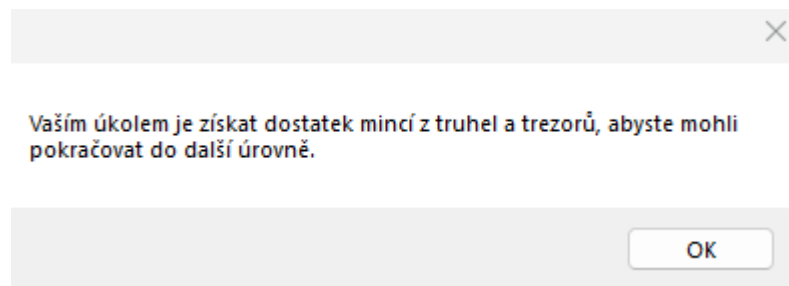 Vaším úkolem je získat dostatek mincí z truhel a trezorů, abyste mohli
pokračovat do další úrovně.
OK